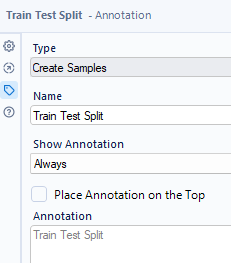 Train Test Split - Annotation
Type
Create Samples
Name
Train Test Split
Show Annotation
Always
Place Annotation on the Top
Annotation
Train Test Split